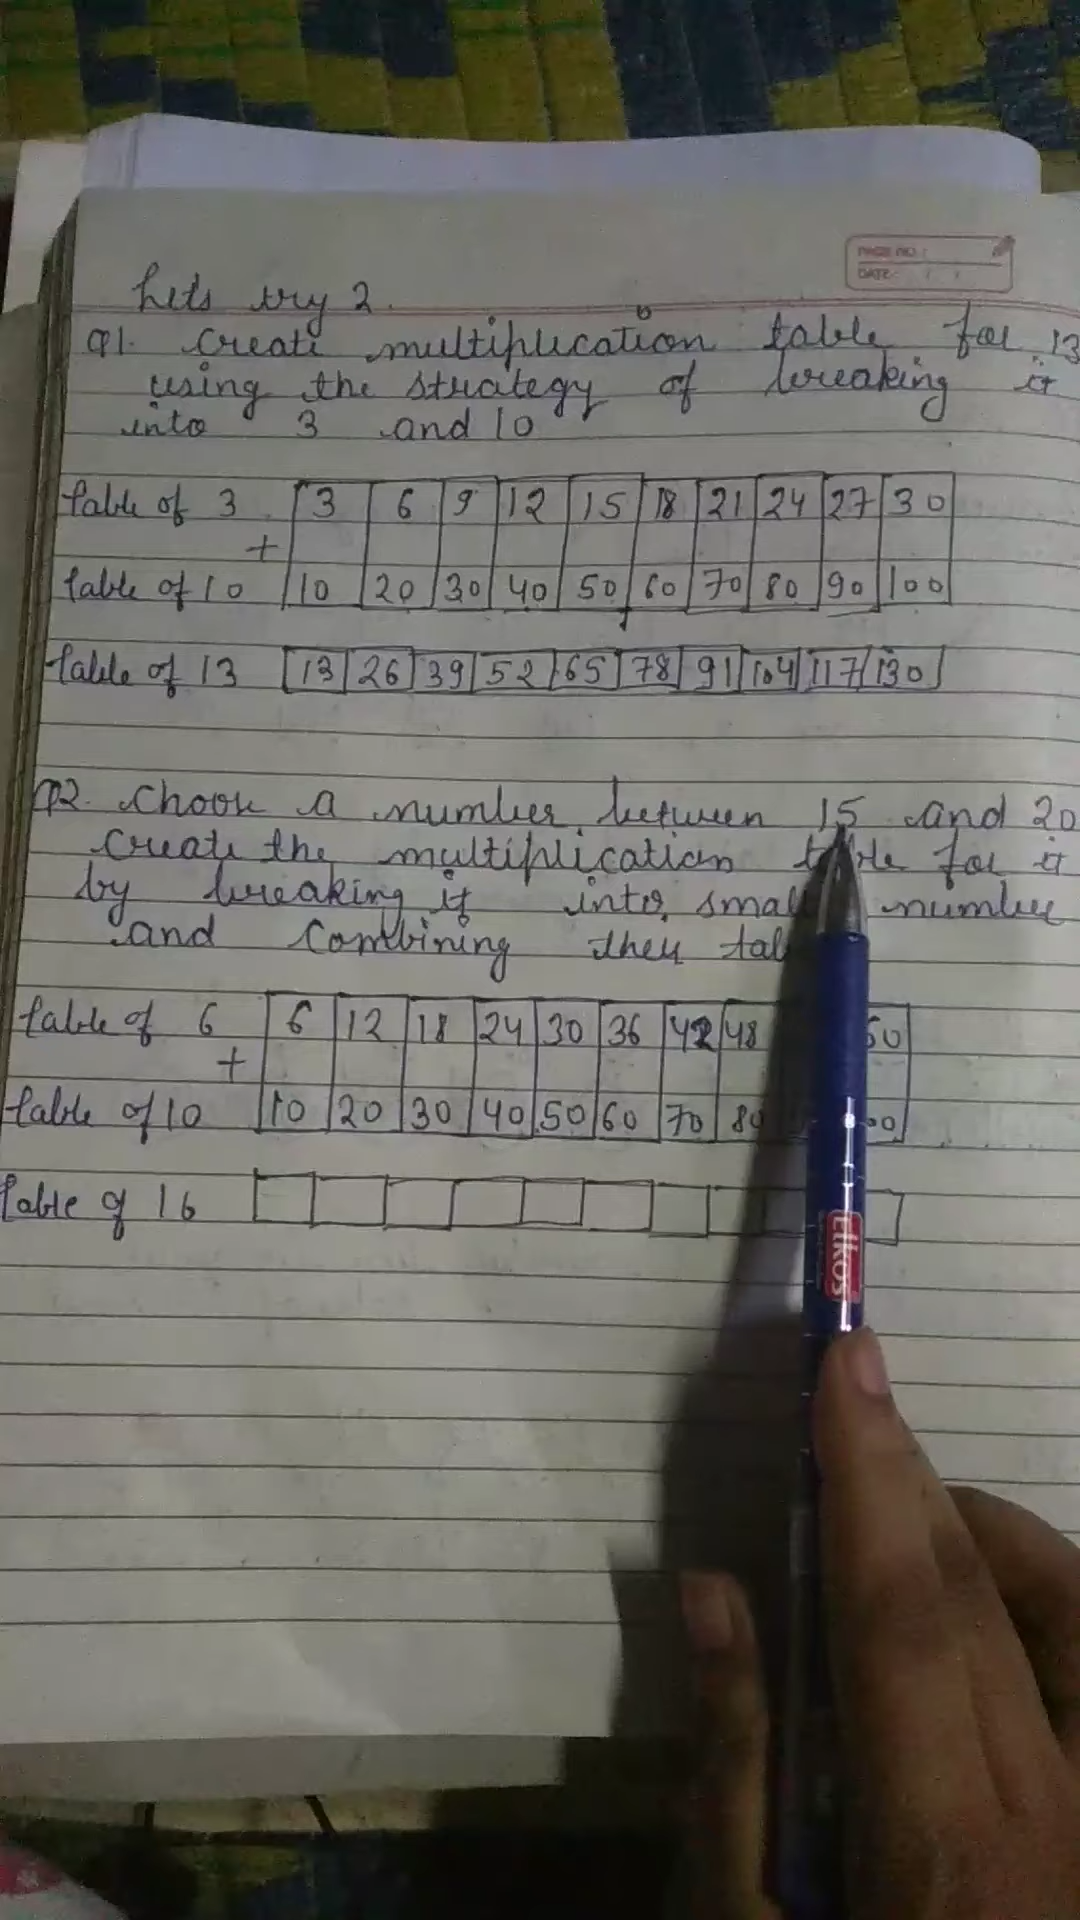 PAGE NO.:
DATE: / /
Lets try 2.
Q1. Create multiplication table for 13
using the strategy of breaking it
into 3 and 10
Table of 3 3 6 9 12 15 18 21 24 27 30
+
Table of 10 10 20 30 40 50 60 70 80 90 100
Table of 13 13 26 39 52 65 78 91 104 117 130
Q2. Choose a number between 15 and 20
Create the multiplication table for it
by breaking it into small number
and combining their
Table of 6 6 12 18 24 30 36 42 48 60
+
Table of 10 10 20 30 40 50 60 70 80
Table of 16
Elkos